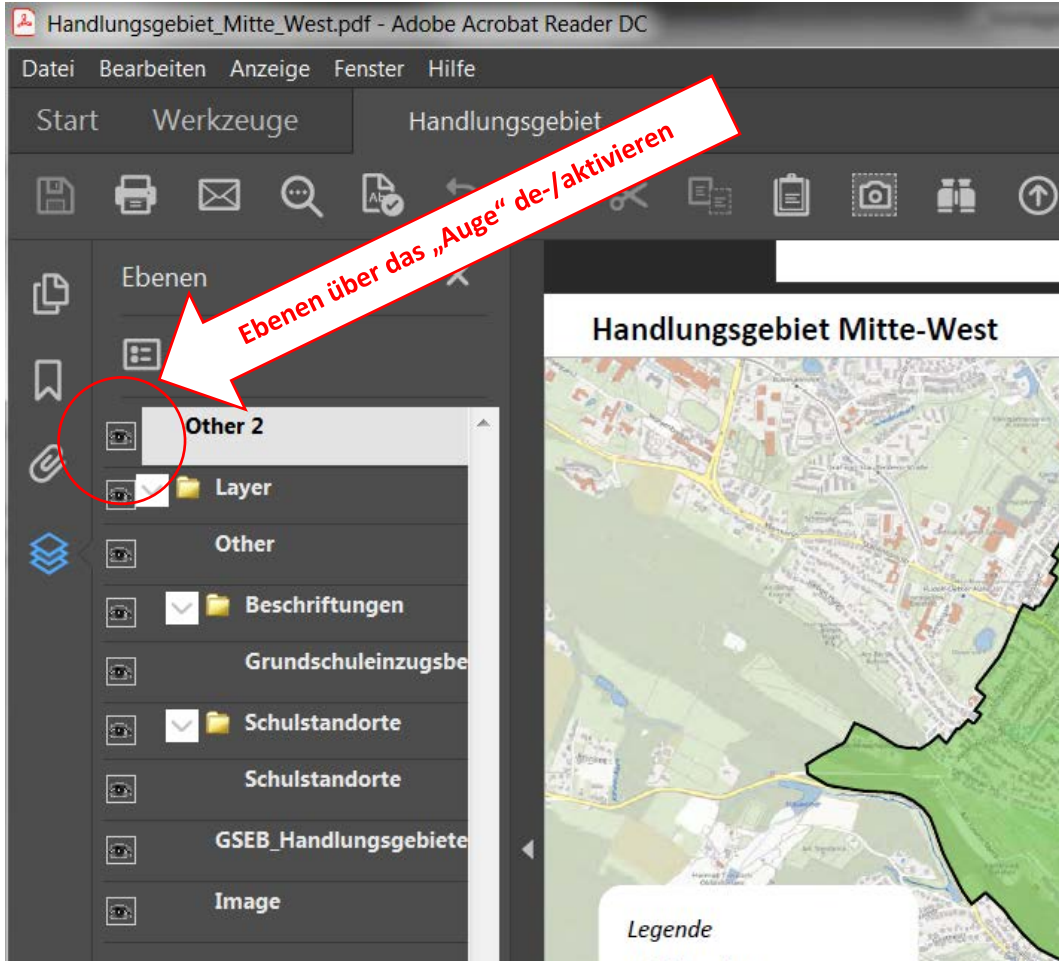 Handlungsgebiet_Mitte_West.pdf - Adobe Acrobat Reader DC
Datei Bearbeiten Anzeige Fenster Hilfe
Start Werkzeuge Handlungsgebiet
Ebenen über das „Auge“ de-/aktivieren
Ebenen
Handlungsgebiet Mitte-West
Other 2
Layer
Other
Beschriftungen
Grundschuleinzugsbe
Schulstandorte
Schulstandorte
GSEB_Handlungsgebiete
Image
Legende